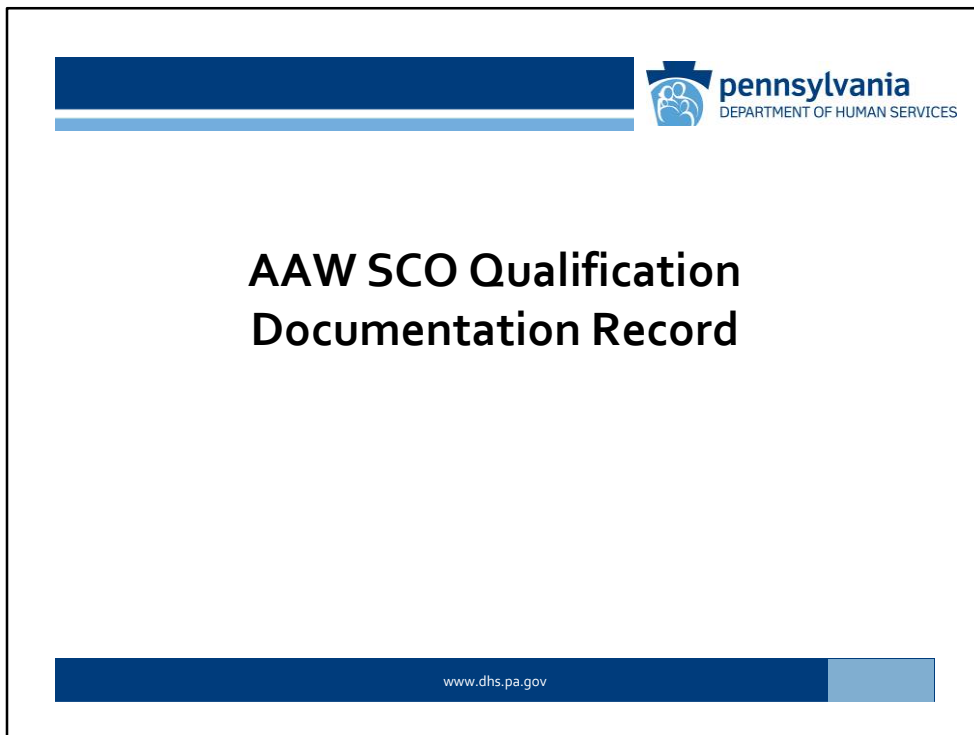 pennsylvania
DEPARTMENT OF HUMAN SERVICES
AAW SCO Qualification
Documentation Record
www.dhs.pa.gov